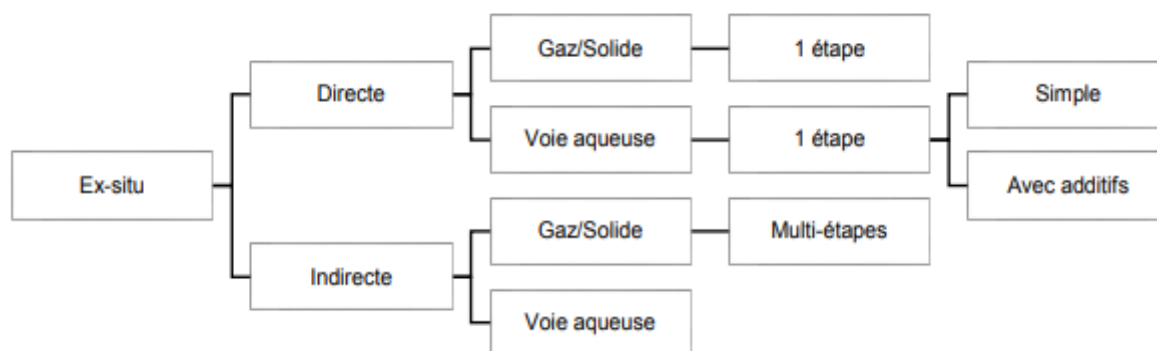 Gaz/Solide
1 étape
Directe
Simple
Voie aqueuse
1 étape
Ex-situ
Avec additifs
Gaz/Solide
Multi-étapes
Indirecte
Voie aqueuse